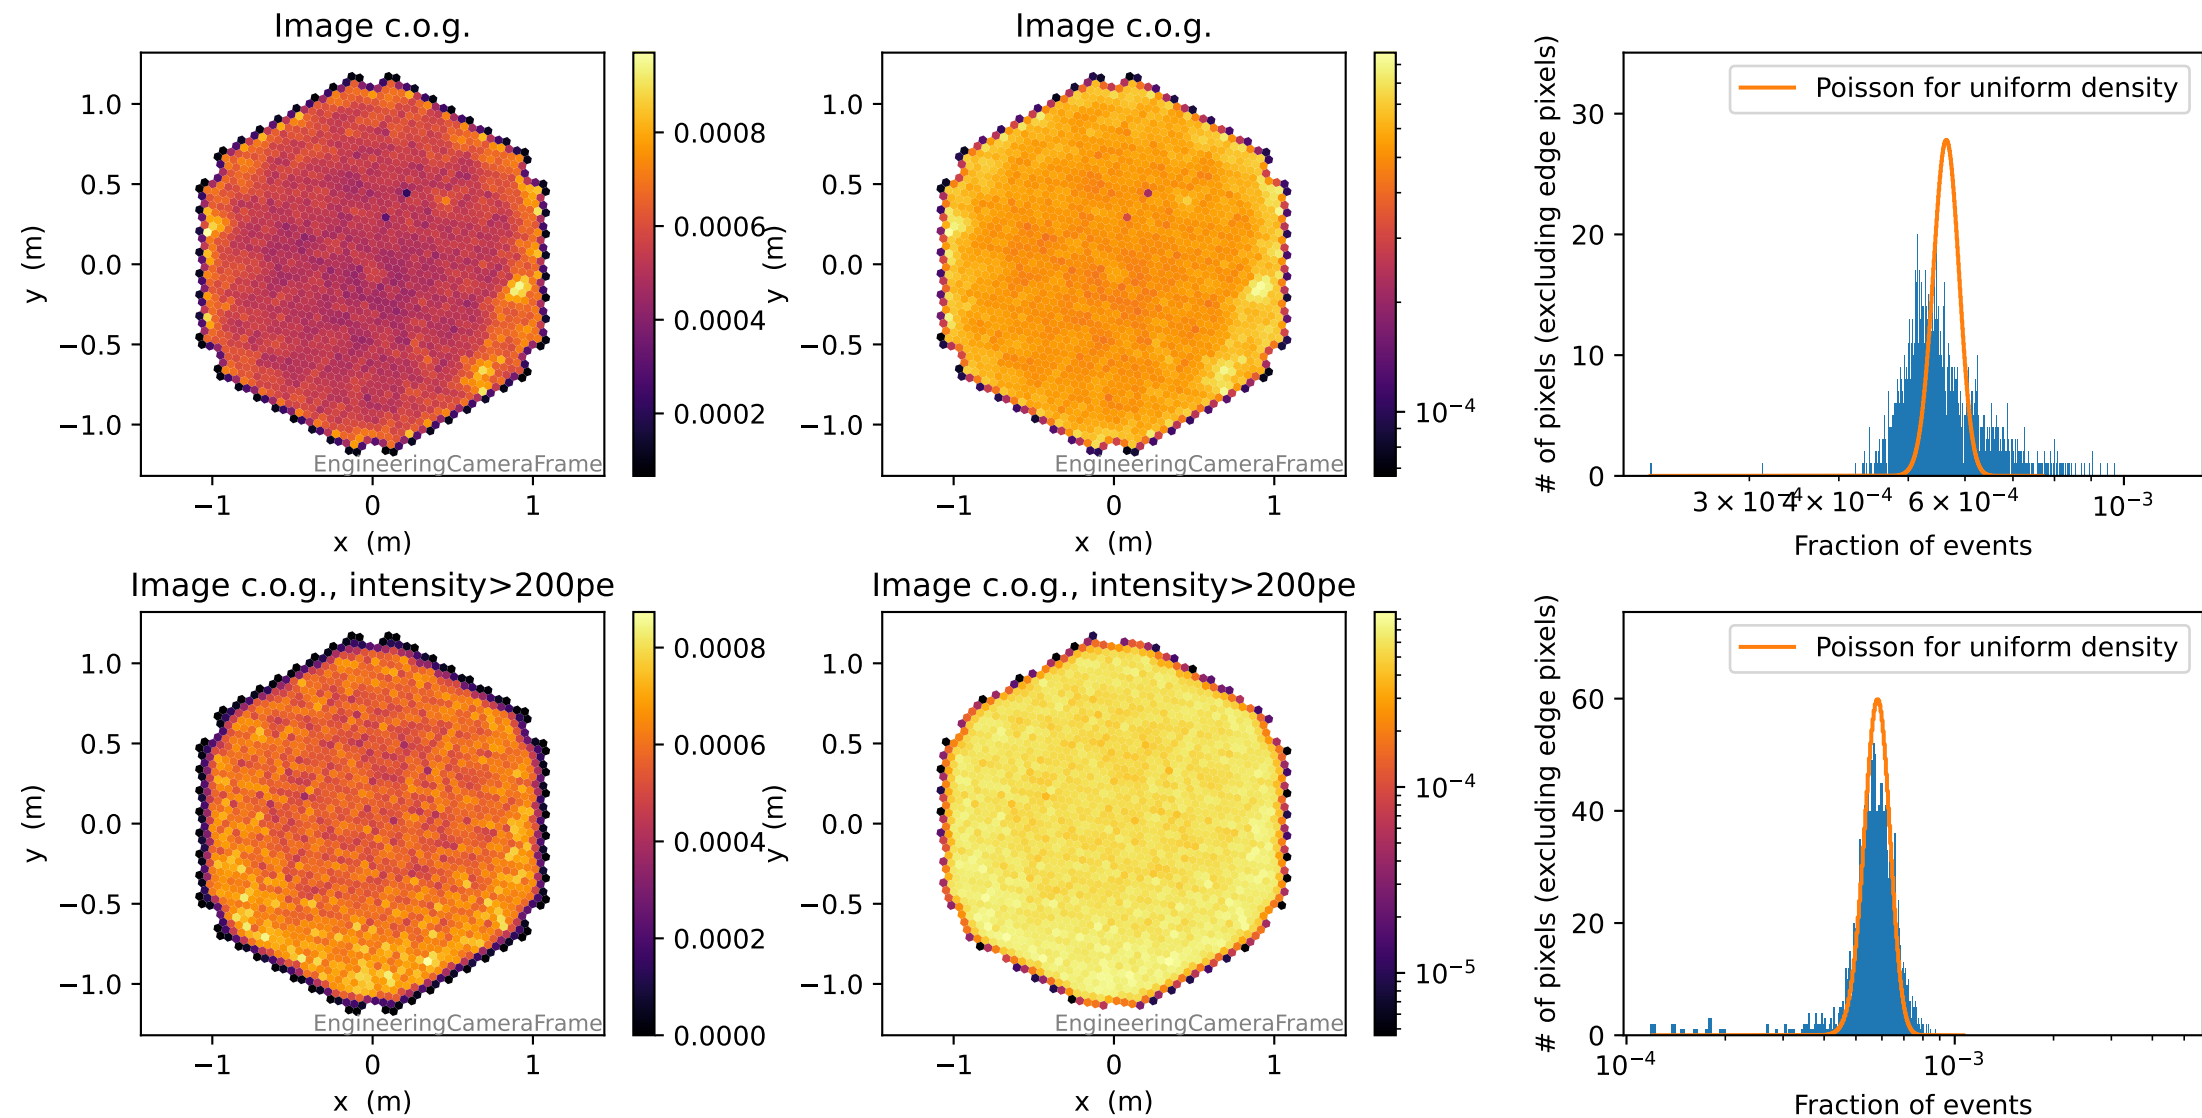 Image c.o.g.
1.0
0.5
0.0
−0.5
−1.0
y (m)
−1
0
1
x (m)
EngineeringCameraFrame
0.0008
0.0006
0.0004
0.0002
Image c.o.g.
1.0
0.5
0.0
−0.5
−1.0
y (m)
−1
0
1
x (m)
EngineeringCameraFrame
10⁻⁴
# of pixels (excluding edge pixels)
30
20
10
0
Poisson for uniform density
3 × 10⁻⁴
4 × 10⁻⁴
6 × 10⁻⁴
10⁻³
Fraction of events
Image c.o.g., intensity>200pe
1.0
0.5
0.0
−0.5
−1.0
y (m)
−1
0
1
x (m)
EngineeringCameraFrame
0.0008
0.0006
0.0004
0.0002
0.0000
Image c.o.g., intensity>200pe
1.0
0.5
0.0
−0.5
−1.0
y (m)
−1
0
1
x (m)
EngineeringCameraFrame
10⁻⁴
10⁻⁵
# of pixels (excluding edge pixels)
60
40
20
0
Poisson for uniform density
10⁻⁴
10⁻³
Fraction of events